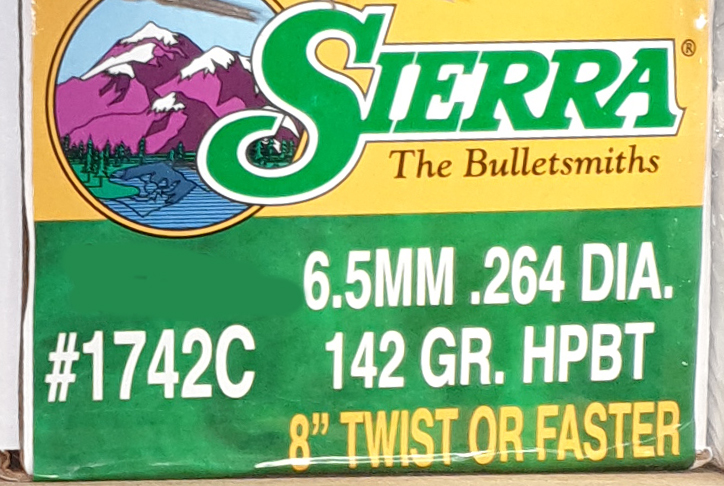 SIERRA®
The Bulletsmiths
6.5MM .264 DIA.
#1742C 142 GR. HPBT
8” TWIST OR FASTER